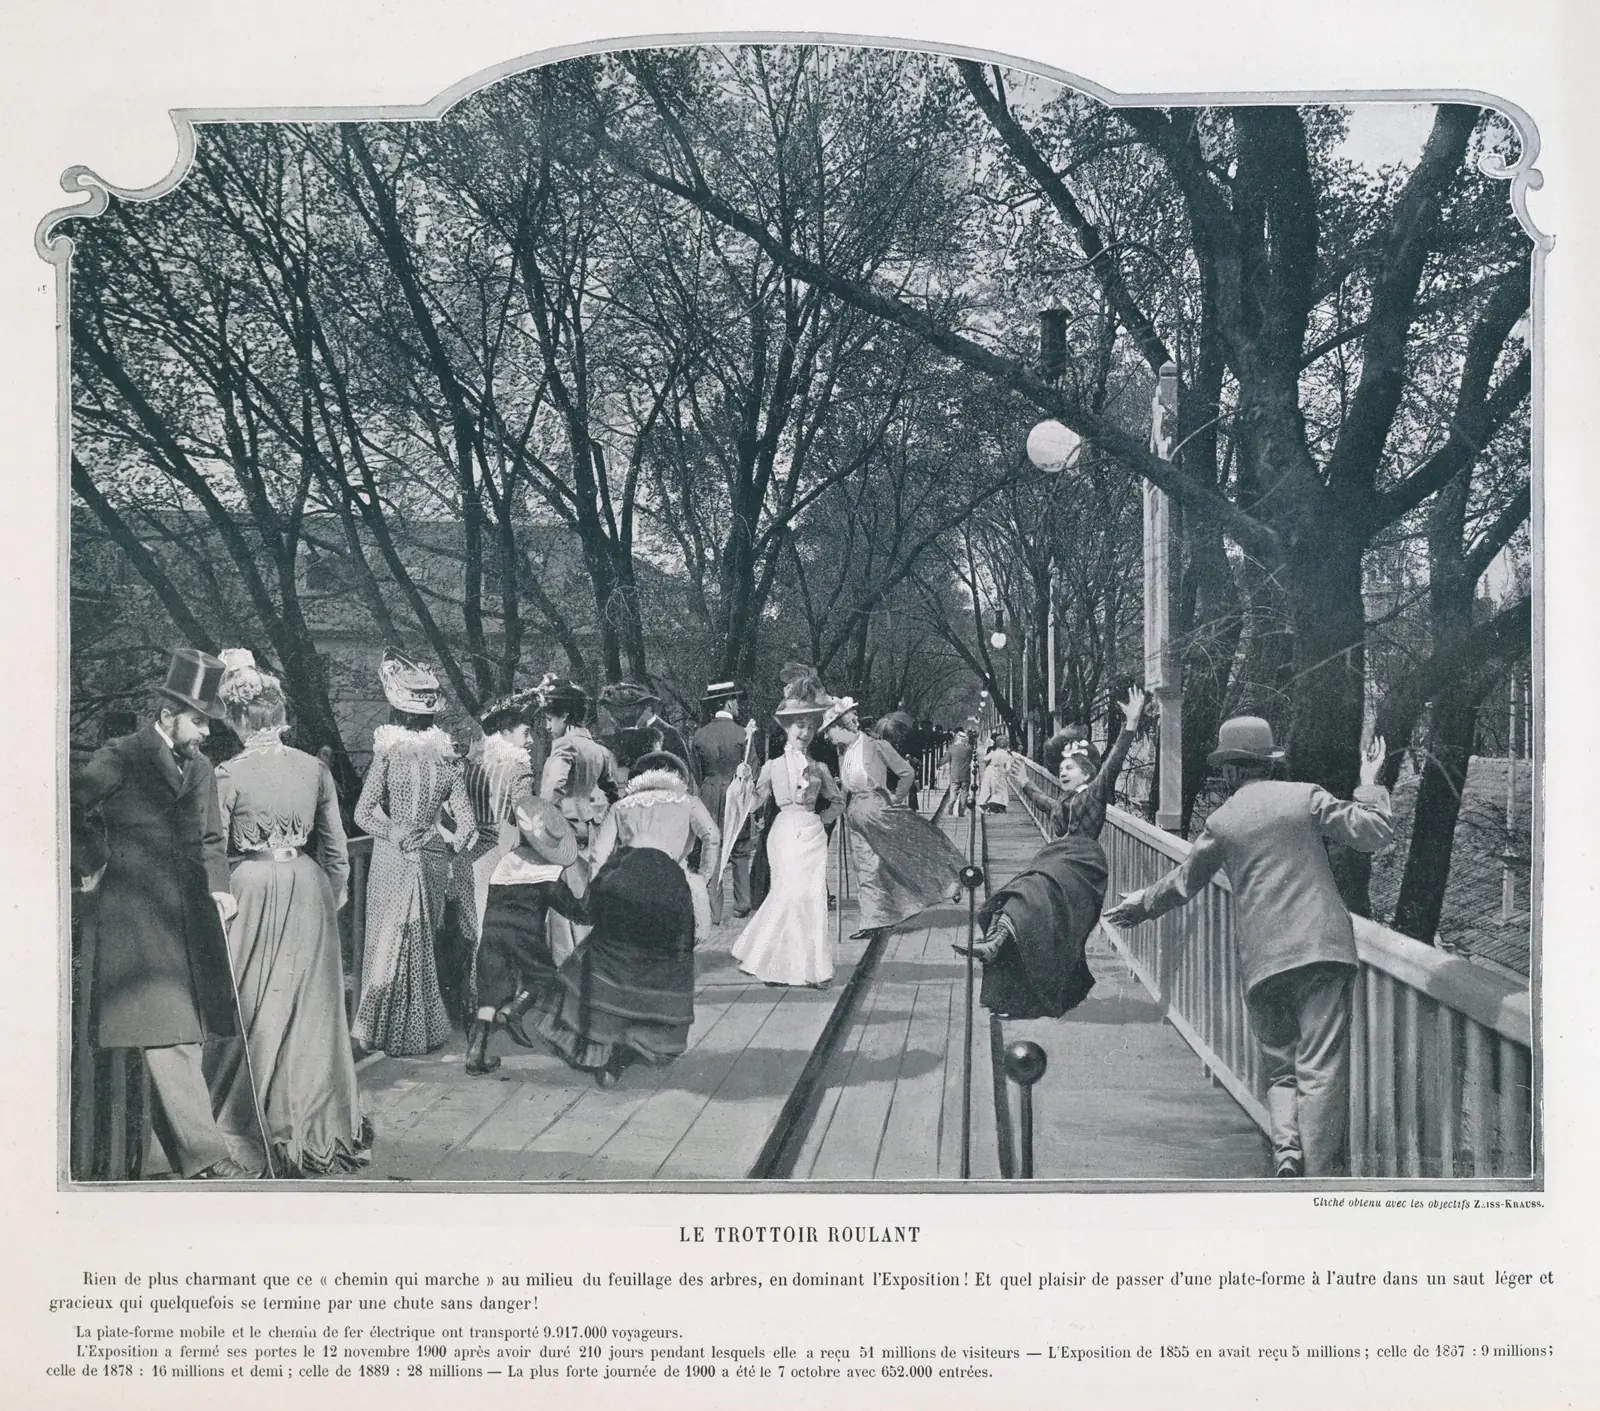 Cliché obtenu avec les objectifs Zeiss-Krauss.
LE TROTTOIR ROULANT
Rien de plus charmant que ce « chemin qui marche » au milieu du feuillage des arbres, en dominant l'Exposition ! Et quel plaisir de passer d'une plate-forme à l'autre dans un saut léger et
gracieux qui quelquefois se termine par une chute sans danger !
La plate-forme mobile et le chemin de fer électrique ont transporté 9.917.000 voyageurs.
L'Exposition a fermé ses portes le 12 novembre 1900 après avoir duré 210 jours pendant lesquels elle a reçu 51 millions de visiteurs — L'Exposition de 1855 en avait reçu 5 millions ; celle de 1867 : 9 millions ;
celle de 1878 : 16 millions et demi ; celle de 1889 : 28 millions — La plus forte journée de 1900 a été le 7 octobre avec 652.000 entrées.